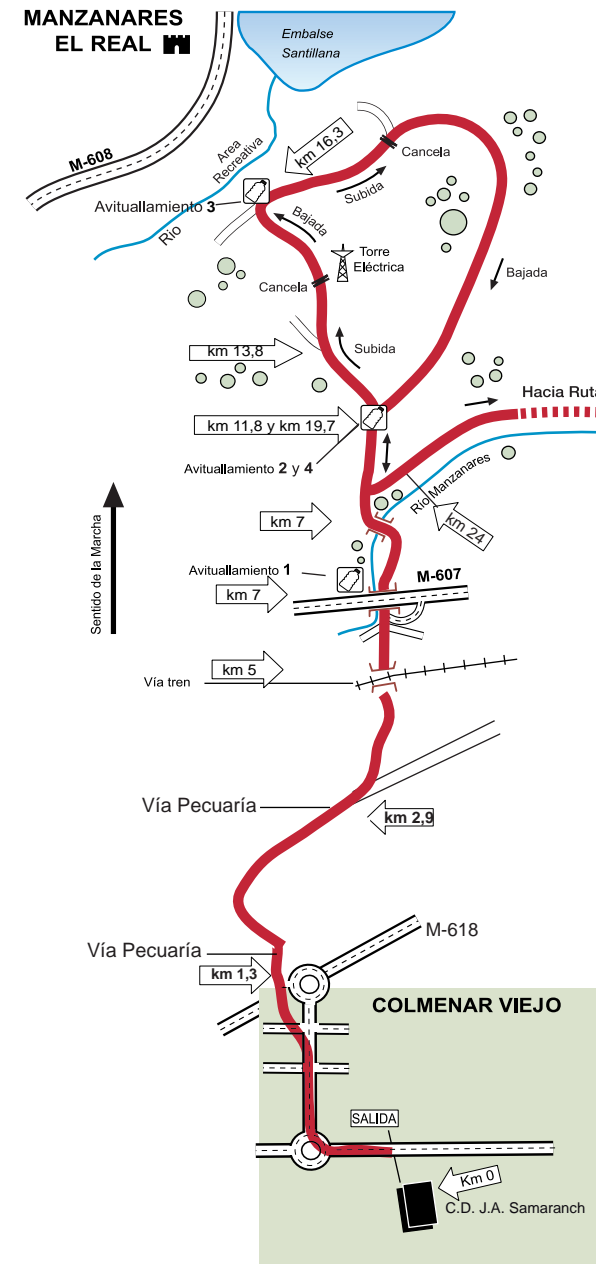 MANZANARES
EL REAL
Embalse
Santillana
M-608
Area
Recreativa
km 16,3
Cancela
Subida
Avituallamiento 3
Río
Bajada
Torre
Eléctrica
Cancela
Bajada
km 13,8
Subida
Hacia Ruta
km 11,8 y km 19,7
Avituallamiento 2 y 4
Río Manzanares
km 24
km 7
Sentido de la Marcha
Avituallamiento 1
M-607
km 7
km 5
Vía tren
Vía Pecuaría
km 2,9
M-618
Vía Pecuaría
km 1,3
COLMENAR VIEJO
SALIDA
Km 0
C.D. J.A. Samaranch